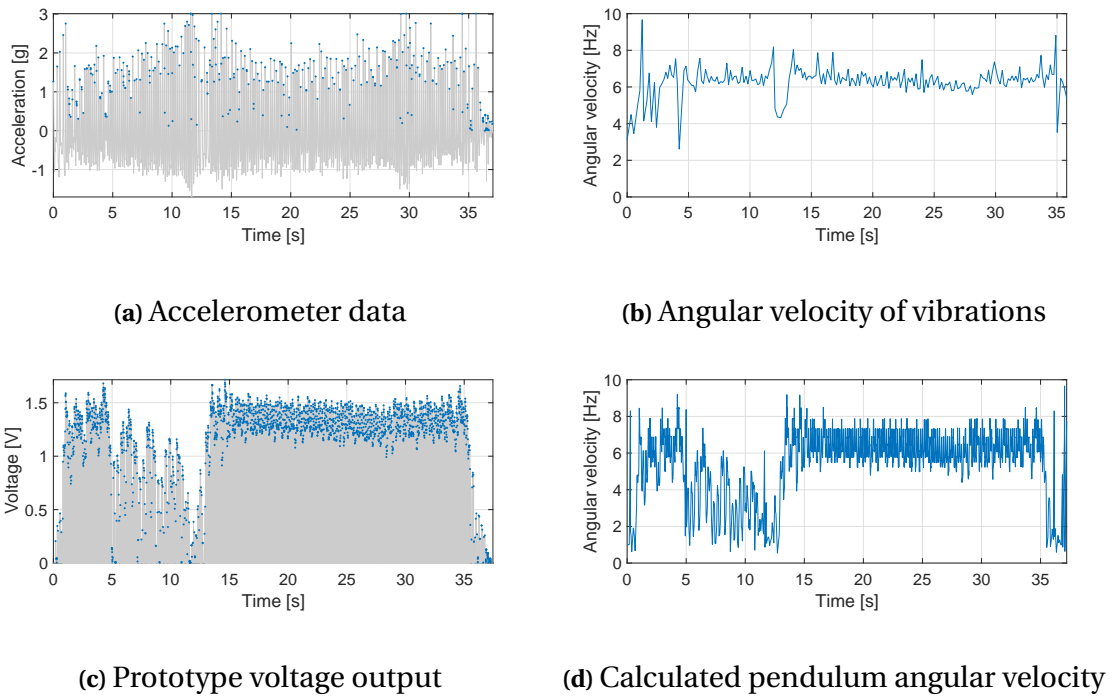 3
2
1
0
-1
Acceleration [g]
0 5 10 15 20 25 30 35
Time [s]
(a) Accelerometer data
10
8
6
4
2
0
Angular velocity [Hz]
0 5 10 15 20 25 30 35
Time [s]
(b) Angular velocity of vibrations
1.5
1
0.5
0
Voltage [V]
0 5 10 15 20 25 30 35
Time [s]
(c) Prototype voltage output
10
8
6
4
2
0
Angular velocity [Hz]
0 5 10 15 20 25 30 35
Time [s]
(d) Calculated pendulum angular velocity